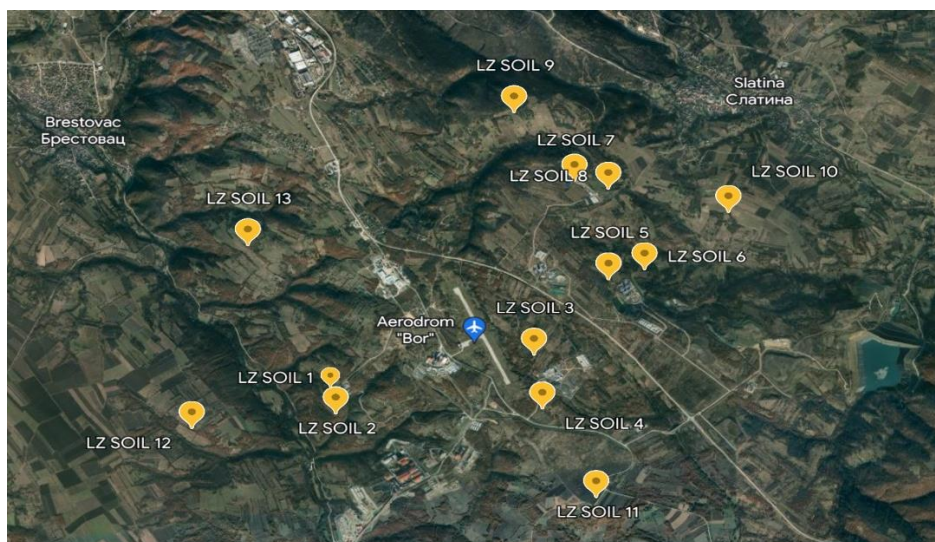 LZ SOIL 9
Slatina
Слатина
Brestovac
Брестовац
LZ SOIL 7
LZ SOIL 8
LZ SOIL 10
LZ SOIL 13
LZ SOIL 5
LZ SOIL 6
LZ SOIL 3
Aerodrom
"Bor"
LZ SOIL 1
LZ SOIL 2
LZ SOIL 4
LZ SOIL 12
LZ SOIL 11